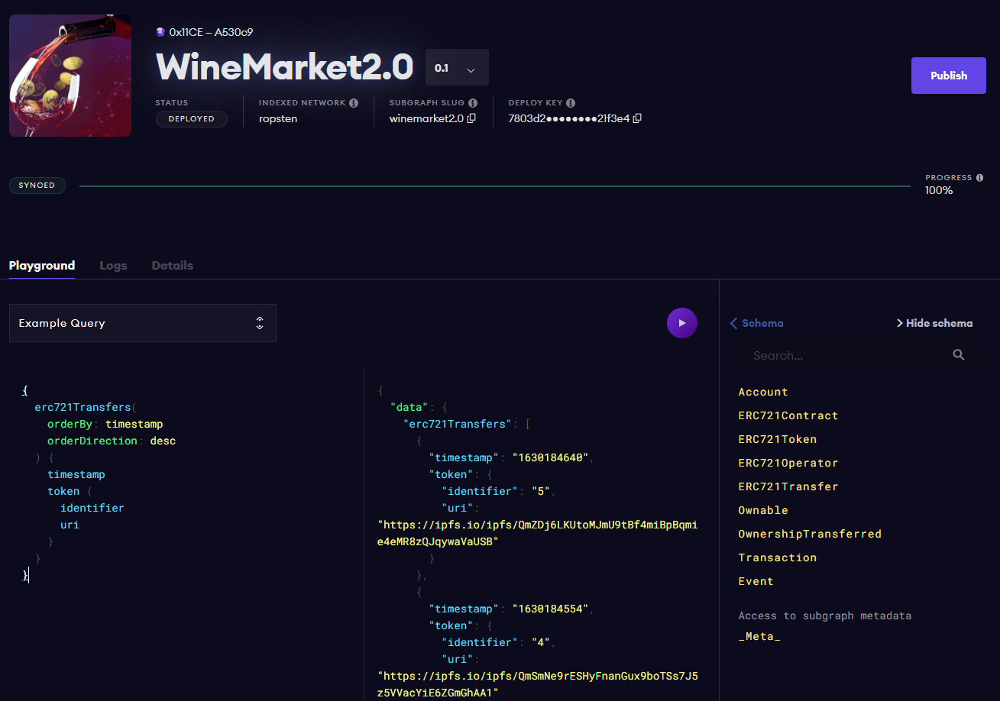 0x11CE – A530c9
WineMarket2.0
0.1
Publish
STATUS
INDEXED NETWORK
SUBGRAPH SLUG
DEPLOY KEY
DEPLOYED
ropsten
winemarket2.0
7803d2●●●●●●●●21f3e4
SYNCED
PROGRESS
100%
Playground Logs Details
Example Query
Schema
Hide schema
Search...
{
erc721Transfers(
orderBy: timestamp
orderDirection: desc
) {
timestamp
token {
identifier
uri
}
}
}
{
"data": {
"erc721Transfers": [
{
"timestamp": "1630184640",
"token": {
"identifier": "5",
"uri":
"https://ipfs.io/ipfs/QmZDj6LKUtoMJmU9tBf4miBpBqmi
e4eMR8zQJqywaVaUSB"
}
},
{
"timestamp": "1630184554",
"token": {
"identifier": "4",
"uri":
"https://ipfs.io/ipfs/QmSmNe9rESHyFnanGux9boTSs7J5
z5VVacYiE6ZGmGhAA1"
Account
ERC721Contract
ERC721Token
ERC721Operator
ERC721Transfer
Ownable
OwnershipTransferred
Transaction
Event
Access to subgraph metadata
_Meta_